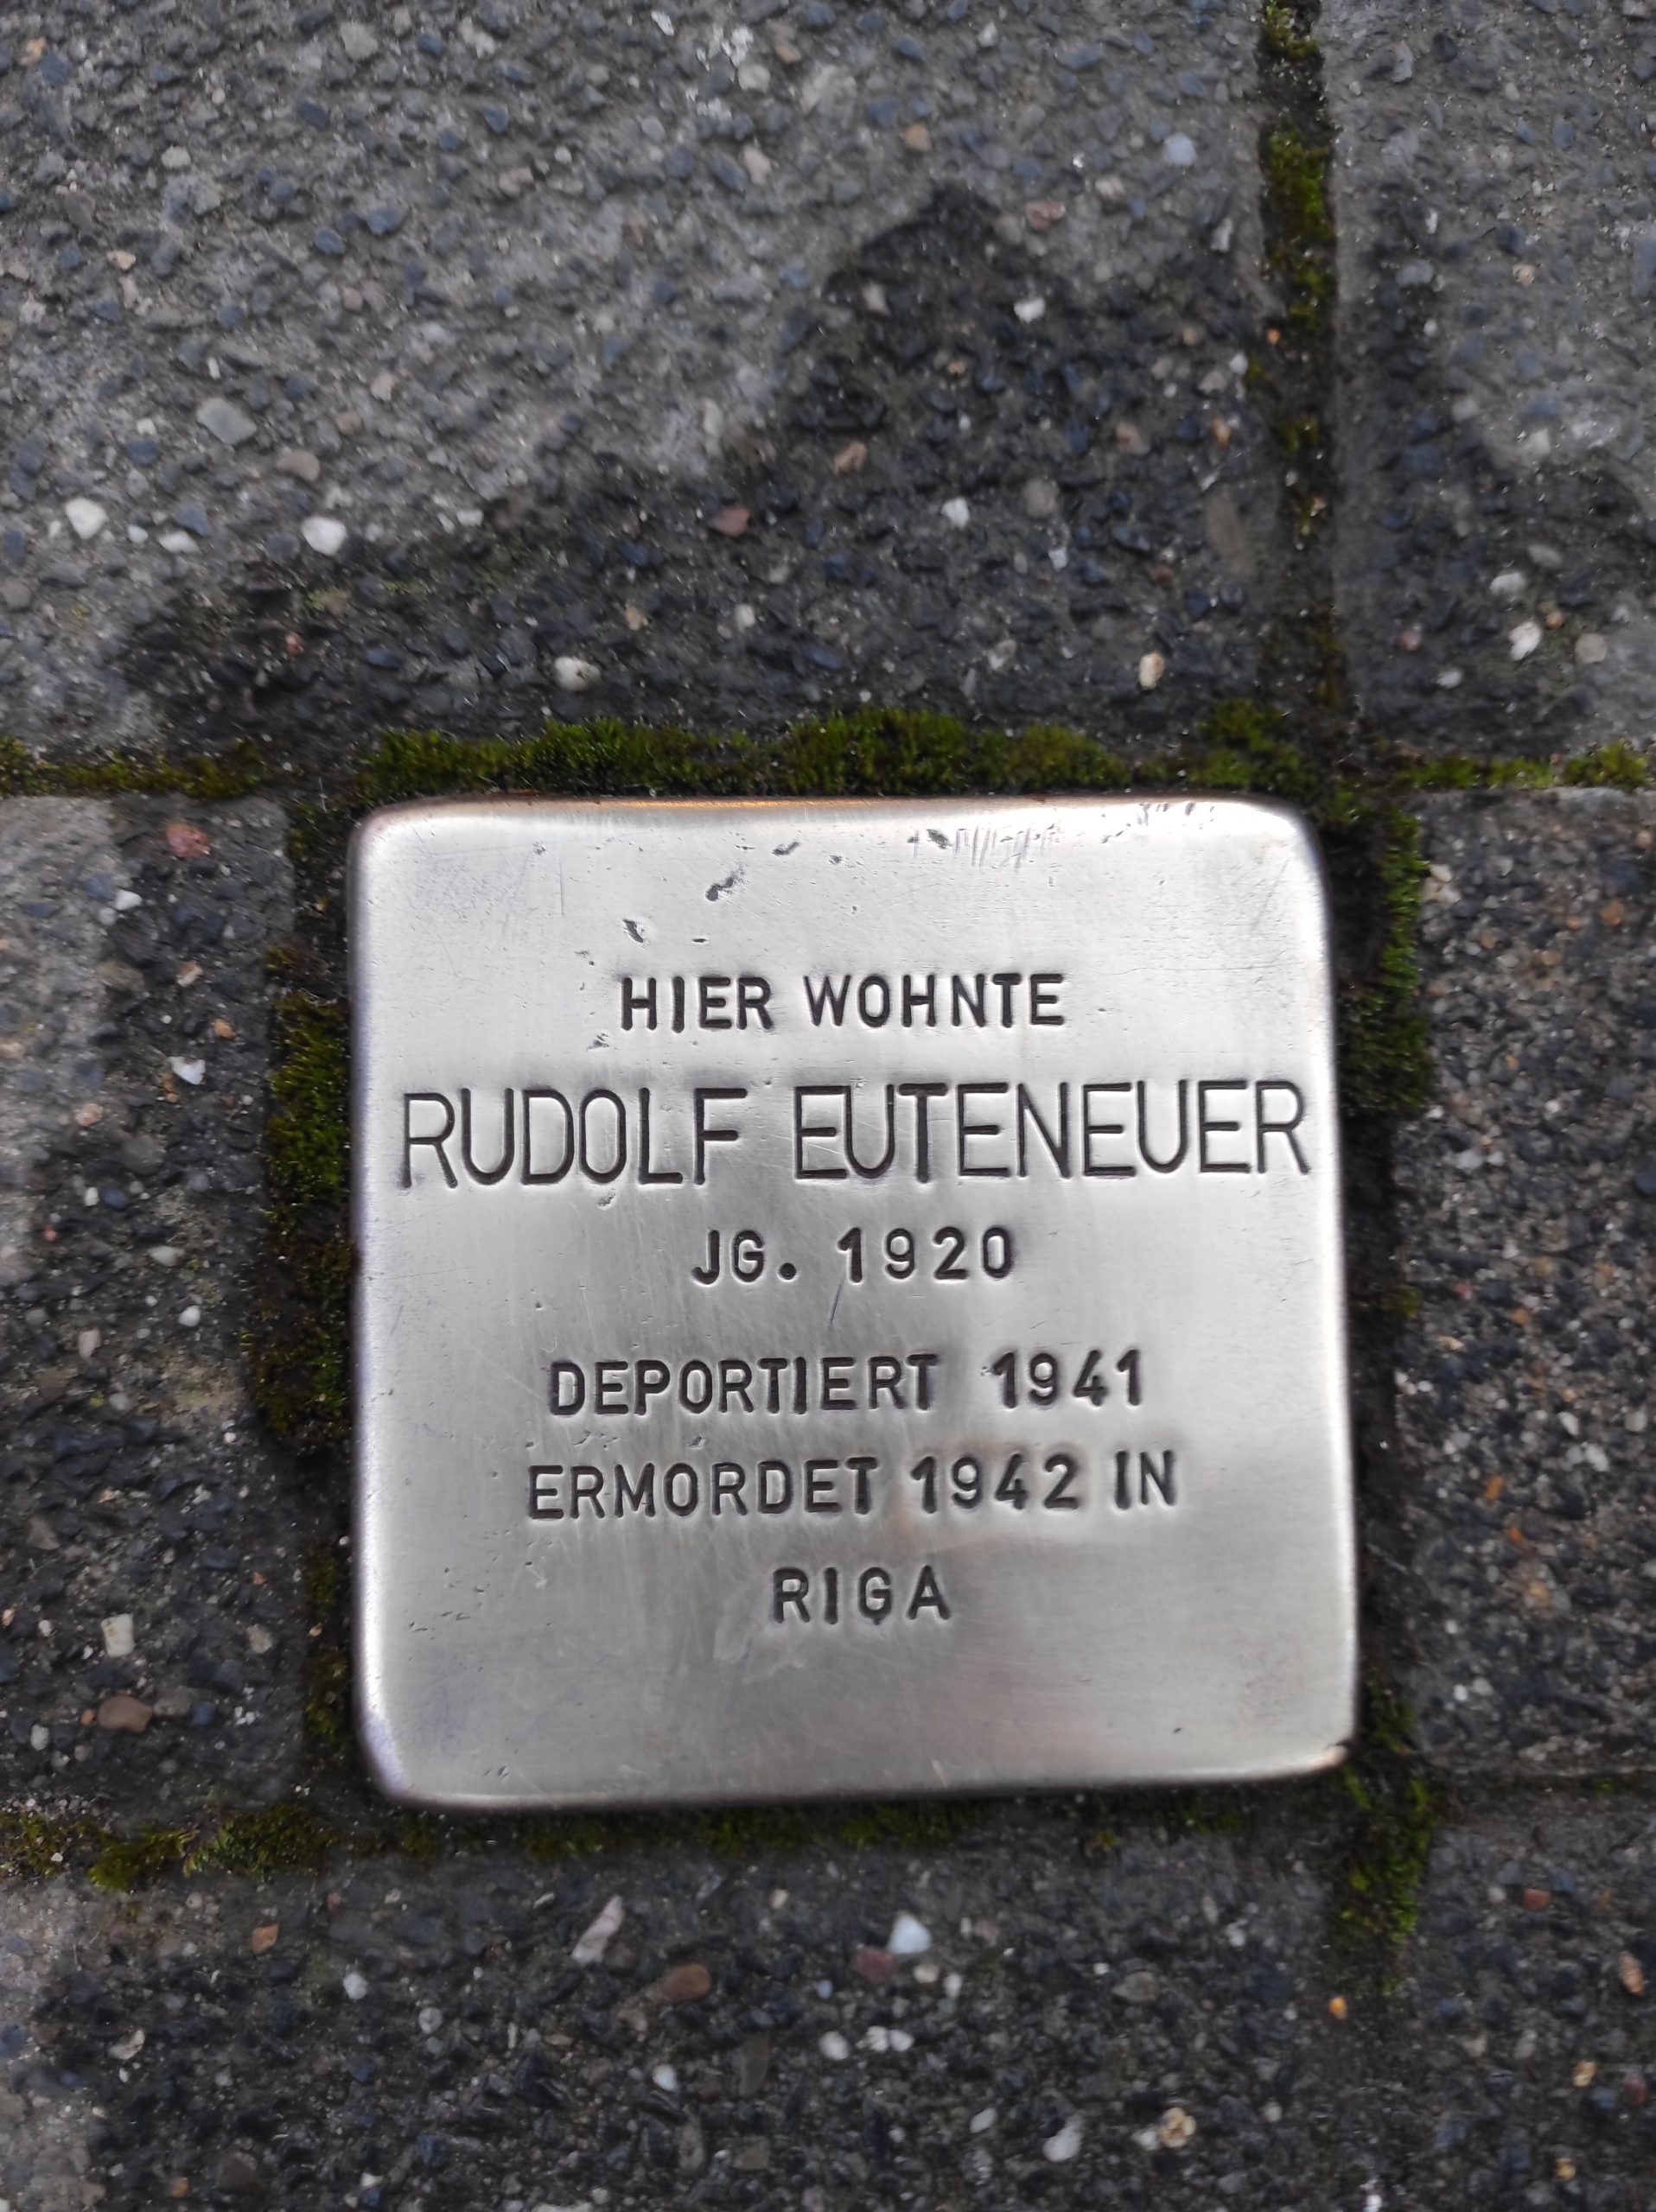 HIER WOHNTE
RUDOLF EUTENEUER
JG. 1920
DEPORTIERT 1941
ERMORDET 1942 IN
RIGA